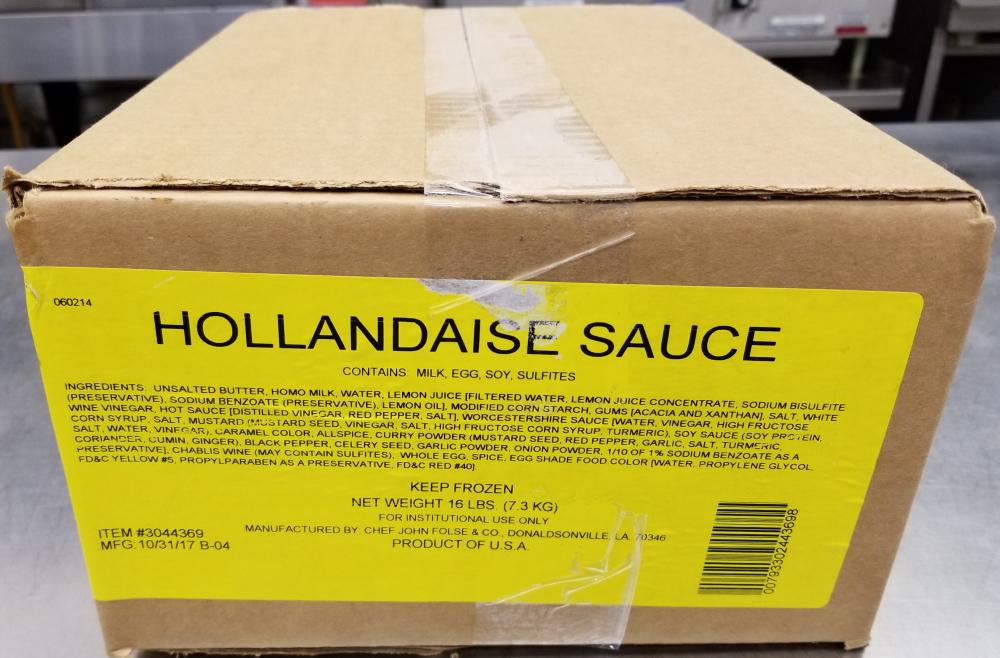 060214
HOLLANDAISE SAUCE
CONTAINS: MILK, EGG, SOY, SULFITES
INGREDIENTS: UNSALTED BUTTER, HOMO MILK, WATER, LEMON JUICE [FILTERED WATER, LEMON JUICE CONCENTRATE, SODIUM BISULFITE
(PRESERVATIVE), SODIUM BENZOATE (PRESERVATIVE), LEMON OIL], MODIFIED CORN STARCH, GUMS [ACACIA AND XANTHAN], SALT, WHITE
WINE VINEGAR, HOT SAUCE [DISTILLED VINEGAR, RED PEPPER, SALT], WORCESTERSHIRE SAUCE [WATER, VINEGAR, HIGH FRUCTOSE
CORN SYRUP, SALT, MUSTARD (MUSTARD SEED, VINEGAR, SALT, HIGH FRUCTOSE CORN SYRUP, TURMERIC), SOY SAUCE (SOY PROTEIN,
SALT, WATER, VINEGAR), CARAMEL COLOR, ALLSPICE, CURRY POWDER (MUSTARD SEED, RED PEPPER, GARLIC, SALT, TURMERIC,
CORIANDER, CUMIN, GINGER), BLACK PEPPER, CELERY SEED, GARLIC POWDER, ONION POWDER, 1/10 OF 1% SODIUM BENZOATE AS A
PRESERVATIVE], CHABLIS WINE (MAY CONTAIN SULFITES), WHOLE EGG, SPICE, EGG SHADE FOOD COLOR [WATER, PROPYLENE GLYCOL,
FD&C YELLOW #5, PROPYLPARABEN AS A PRESERVATIVE, FD&C RED #40].
KEEP FROZEN
NET WEIGHT 16 LBS. (7.3 KG)
FOR INSTITUTIONAL USE ONLY
MANUFACTURED BY: CHEF JOHN FOLSE & CO., DONALDSONVILLE, LA. 70346
PRODUCT OF U.S.A.
ITEM #3044369
MFG:10/31/17 B-04
00793302443698